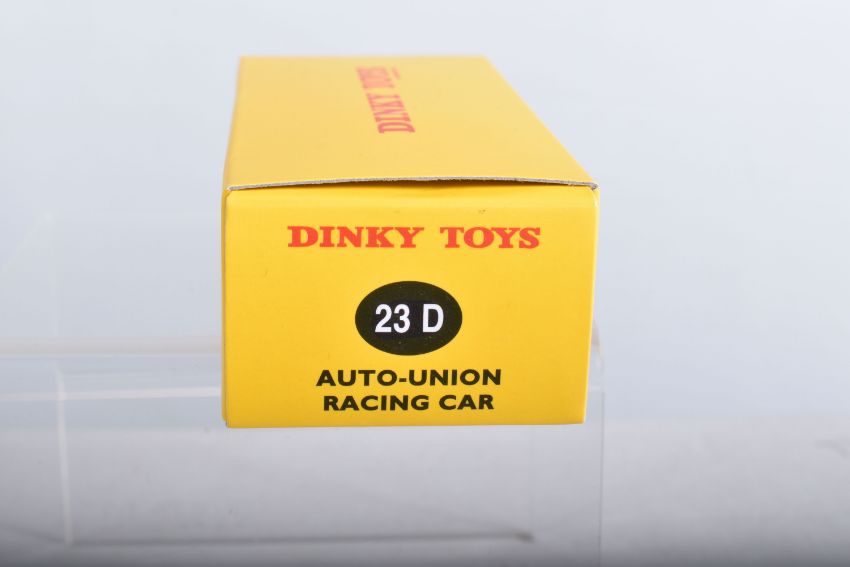 DINKY TOYS
DINKY TOYS
23 D
AUTO-UNION
RACING CAR